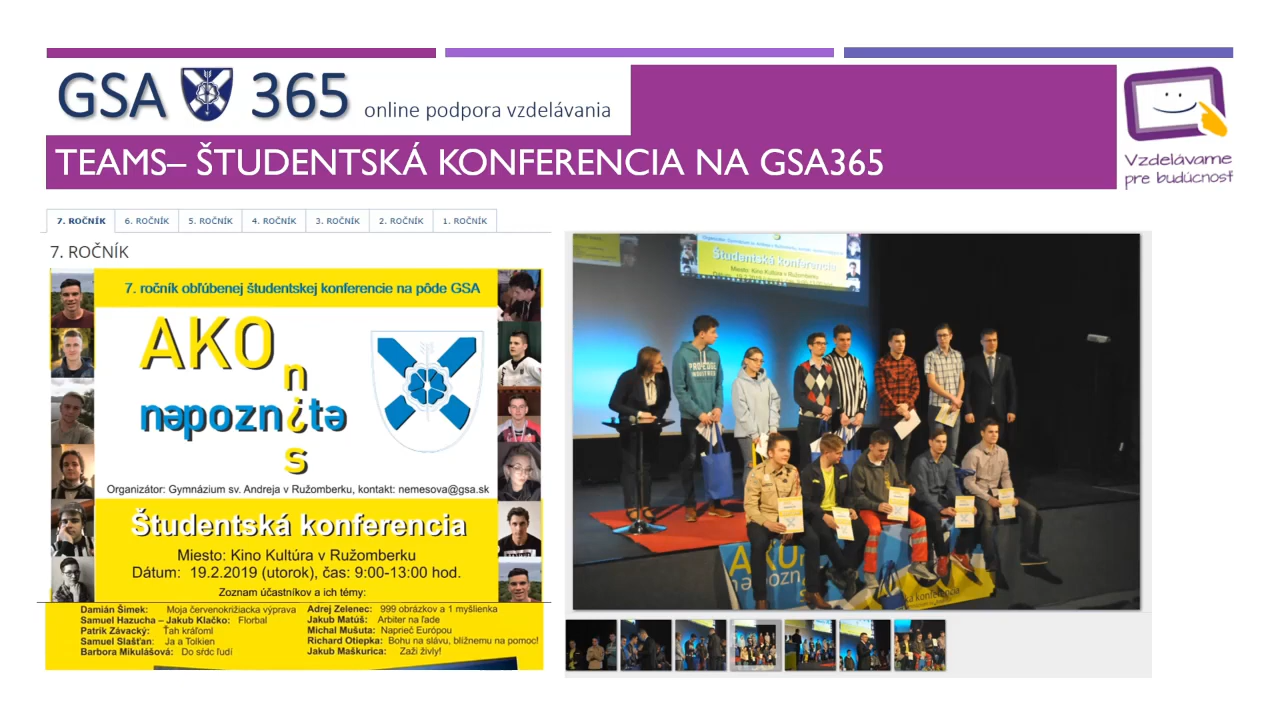 GSA 365 online podpora vzdelávania
TEAMS– ŠTUDENTSKÁ KONFERENCIA NA GSA365
Vzdelávame
pre budúcnosť
7. ROČNÍK 6. ROČNÍK 5. ROČNÍK 4. ROČNÍK 3. ROČNÍK 2. ROČNÍK 1. ROČNÍK
7. ROČNÍK
7. ročník obľúbenej študentskej konferencie na pôde GSA
AKO
n
nǝpozn¿tǝ
s
Organizátor: Gymnázium sv. Andreja v Ružomberku, kontakt: nemesova@gsa.sk
Študentská konferencia
Miesto: Kino Kultúra v Ružomberku
Dátum: 19.2.2019 (utorok), čas: 9:00-13:00 hod.
Zoznam účastníkov a ich témy:
Damián Šimek: Moja červenokrižiacka výprava
Samuel Hazucha – Jakub Klačko: Florbal
Patrik Závacký: Ťah kráľom!
Samuel Slašťan: Ja a Tolkien
Barbora Mikulášová: Do sŕdc ľudí
Adrej Zelenec: 999 obrázkov a 1 myšlienka
Jakub Matúš: Arbiter na ľade
Michal Mušuta: Naprieč Európou
Richard Otiepka: Bohu na slávu, blížnemu na pomoc!
Jakub Maškurica: Zaži živly!
Študentská konferencia
Miesto: Kino Kultúra v Ružomberku
AKO